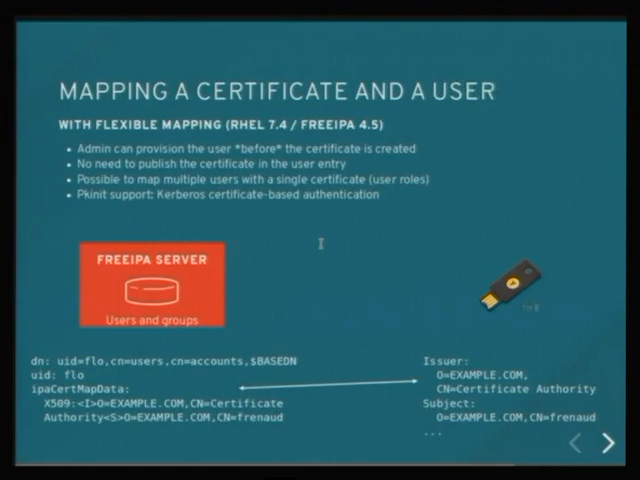 MAPPING A CERTIFICATE AND A USER
WITH FLEXIBLE MAPPING (RHEL 7.4 / FREEIPA 4.5)
• Admin can provision the user *before* the certificate is created
• No need to publish the certificate in the user entry
• Possible to map multiple users with a single certificate (user roles)
• Pkinit support: Kerberos certificate-based authentication
FREEIPA SERVER
Users and groups
dn: uid=flo,cn=users,cn=accounts,$BASEDN
uid: flo
ipaCertMapData:
X509:<I>O=EXAMPLE.COM,CN=Certificate
Authority<S>O=EXAMPLE.COM,CN=frenaud
Issuer:
O=EXAMPLE.COM,
CN=Certificate Authority
Subject:
O=EXAMPLE.COM,CN=frenaud
...